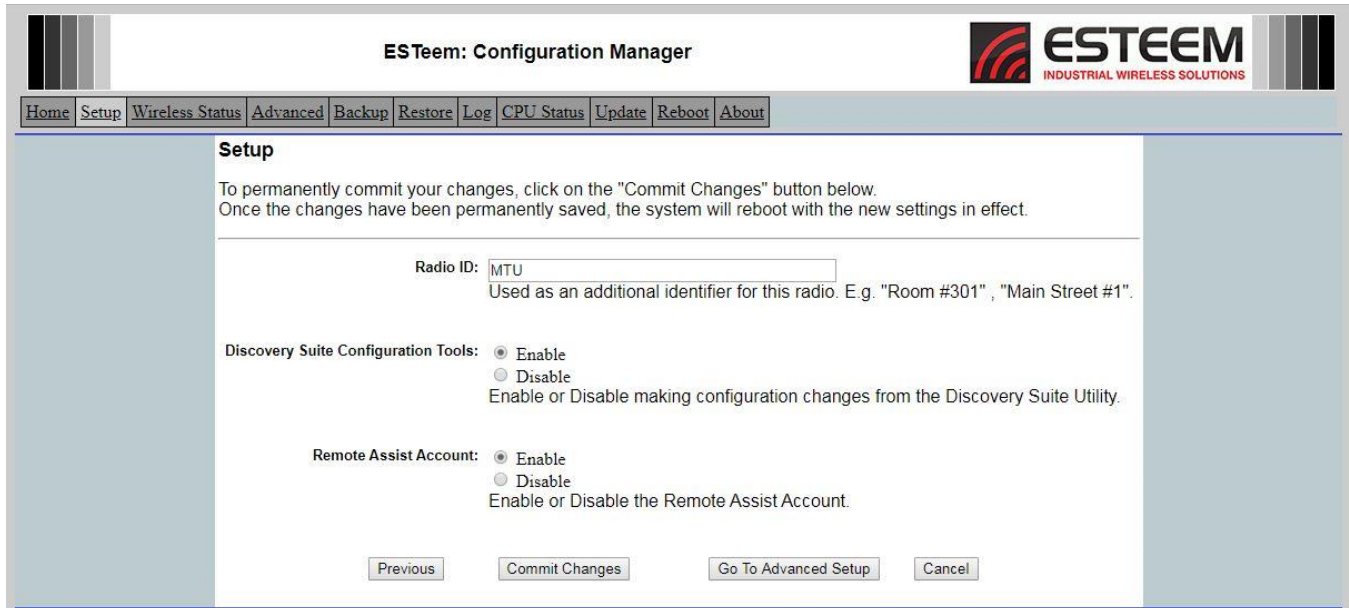 ESTeem: Configuration Manager
ESTEEM
INDUSTRIAL WIRELESS SOLUTIONS
Home Setup Wireless Status Advanced Backup Restore Log CPU Status Update Reboot About
Setup
To permanently commit your changes, click on the "Commit Changes" button below.
Once the changes have been permanently saved, the system will reboot with the new settings in effect.
Radio ID: MTU
Used as an additional identifier for this radio. E.g. "Room #301" , "Main Street #1".
Discovery Suite Configuration Tools: Enable
Disable
Enable or Disable making configuration changes from the Discovery Suite Utility.
Remote Assist Account: Enable
Disable
Enable or Disable the Remote Assist Account.
Previous Commit Changes Go To Advanced Setup Cancel